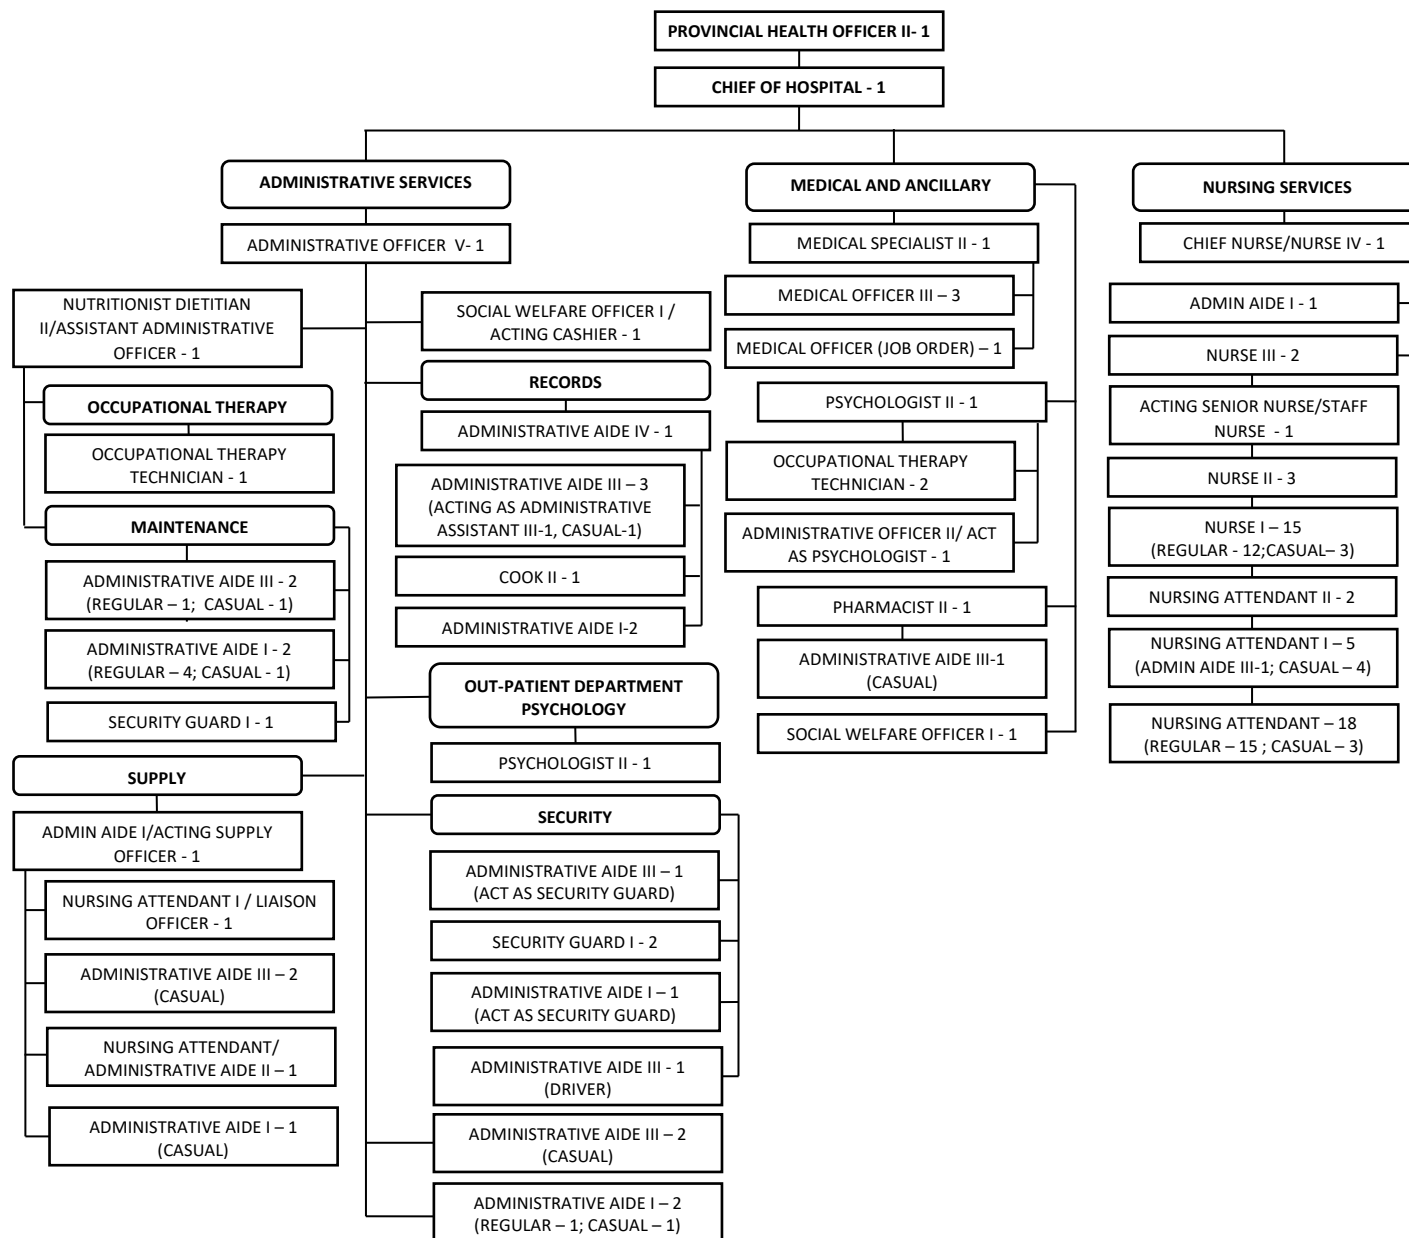 PROVINCIAL HEALTH OFFICER II- 1
CHIEF OF HOSPITAL - 1
ADMINISTRATIVE SERVICES
ADMINISTRATIVE OFFICER  V- 1
NUTRITIONIST DIETITIAN
II/ASSISTANT ADMINISTRATIVE
OFFICER - 1
OCCUPATIONAL THERAPY
OCCUPATIONAL THERAPY
TECHNICIAN - 1
MAINTENANCE
ADMINISTRATIVE AIDE III - 2
(REGULAR – 1;  CASUAL - 1)
ADMINISTRATIVE AIDE I - 2
(REGULAR – 4; CASUAL - 1)
SECURITY GUARD I - 1
SUPPLY
ADMIN AIDE I/ACTING SUPPLY
OFFICER - 1
NURSING ATTENDANT I / LIAISON
OFFICER - 1
ADMINISTRATIVE AIDE III – 2
(CASUAL)
NURSING ATTENDANT/
ADMINISTRATIVE AIDE II – 1
ADMINISTRATIVE AIDE I – 1
(CASUAL)
SOCIAL WELFARE OFFICER I /
ACTING CASHIER - 1
RECORDS
ADMINISTRATIVE AIDE IV - 1
ADMINISTRATIVE AIDE III – 3
(ACTING AS ADMINISTRATIVE
ASSISTANT III-1, CASUAL-1)
COOK II - 1
ADMINISTRATIVE AIDE I-2
OUT-PATIENT DEPARTMENT
PSYCHOLOGY
PSYCHOLOGIST II - 1
SECURITY
ADMINISTRATIVE AIDE III – 1
(ACT AS SECURITY GUARD)
SECURITY GUARD I - 2
ADMINISTRATIVE AIDE I – 1
(ACT AS SECURITY GUARD)
ADMINISTRATIVE AIDE III - 1
(DRIVER)
ADMINISTRATIVE AIDE III – 2
(CASUAL)
ADMINISTRATIVE AIDE I – 2
(REGULAR – 1; CASUAL – 1)
MEDICAL AND ANCILLARY
MEDICAL SPECIALIST II - 1
MEDICAL OFFICER III – 3
MEDICAL OFFICER (JOB ORDER) – 1
PSYCHOLOGIST II - 1
OCCUPATIONAL THERAPY
TECHNICIAN - 2
ADMINISTRATIVE OFFICER II/ ACT
AS PSYCHOLOGIST - 1
PHARMACIST II - 1
ADMINISTRATIVE AIDE III-1
(CASUAL)
SOCIAL WELFARE OFFICER I - 1
NURSING SERVICES
CHIEF NURSE/NURSE IV - 1
ADMIN AIDE I - 1
NURSE III - 2
ACTING SENIOR NURSE/STAFF
NURSE  - 1
NURSE II - 3
NURSE I – 15
(REGULAR - 12;CASUAL– 3)
NURSING ATTENDANT II - 2
NURSING ATTENDANT I – 5
(ADMIN AIDE III-1; CASUAL – 4)
NURSING ATTENDANT – 18
(REGULAR – 15 ; CASUAL – 3)